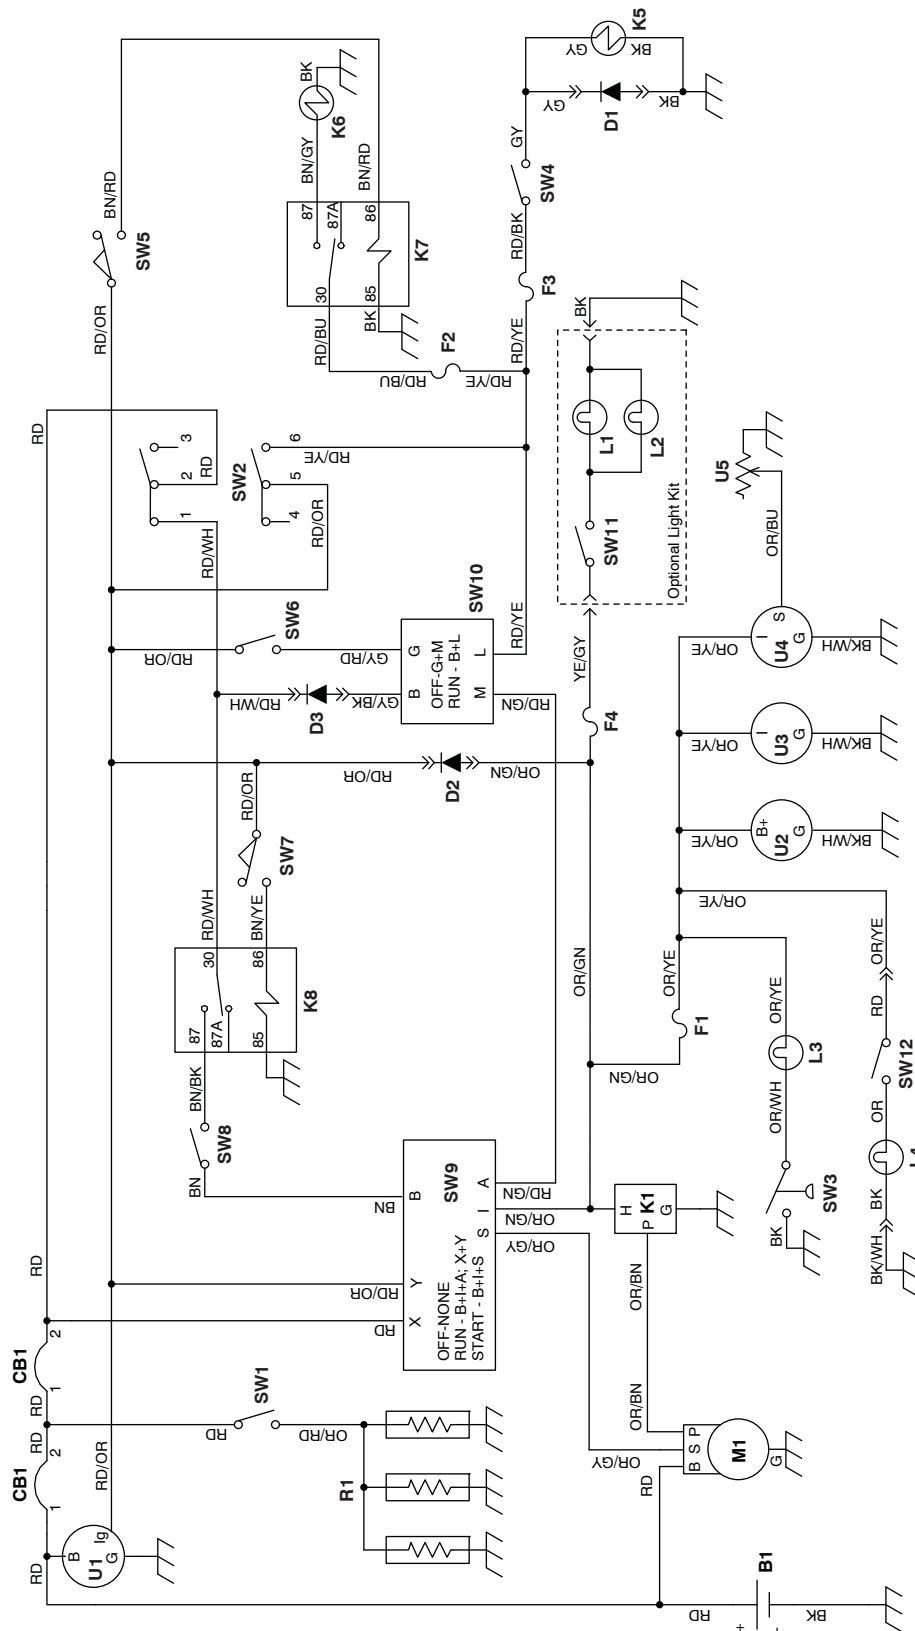 CB1
CB1
RD
1
2
RD
RD
1
2
RD
RD
B
U1
Ig
G
RD/OR
RD/OR
SW5
BN/RD
1
2
3
RD/WH
RD
SW2
4
5
6
RD/OR
RD/YE
RD
SW1
OR/RD
R1
BN
SW8
BN/BK
87
87A
30
RD/WH
85
86
BN/YE
K8
SW7
RD/OR
RD/WH
D3
GY/BK
RD/OR
SW6
GY/RD
RD/OR
D2
OR/GN
B
G
OFF-G+M
RUN - B+L
M
L
SW10
RD/GN
RD/YE
30
87
87A
85
86
K7
RD/BU
BK
BN/GY
K6
BK
BN/RD
RD/BU
F2
RD/YE
RD/YE
F3
RD/BK
SW4
GY
GY
D1
BK
GY
K5
BK
RD
RD/OR
BN
X
Y
B
SW9
OFF-NONE
RUN - B+I+A; X+Y
START - B+I+S
S
I
A
OR/GY
OR/GN
RD/GN
OR/GY
OR/BN
OR/BN
H
P
G
K1
RD
B
S
P
M1
G
OR/GN
F4
YE/GY
SW11
L1
L2
Optional Light Kit
BK
OR/GN
F1
OR/YE
OR/YE
B+
U2
G
BK/WH
OR/YE
I
U3
G
BK/WH
OR/YE
I
U4
S
G
BK/WH
OR/BU
U5
BK
SW3
OR/WH
L3
OR/YE
OR/YE
BK/WH
BK
OR
SW12
RD
OR/YE
RD
+
-
B1
BK